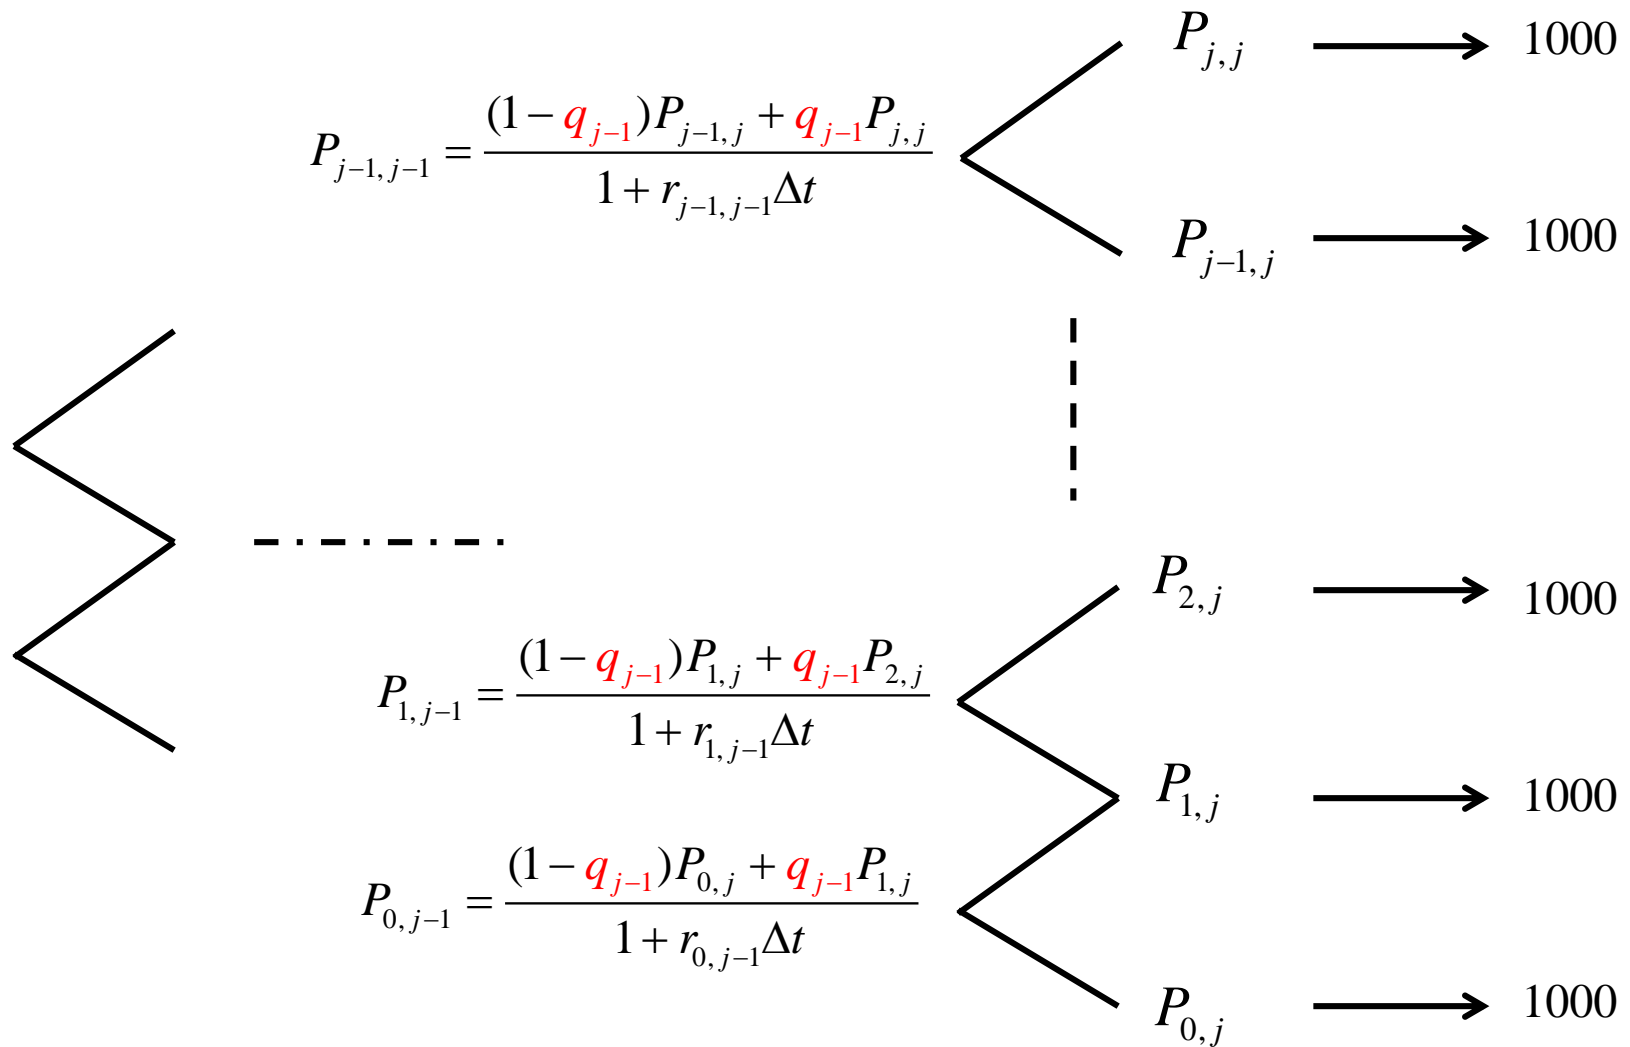 P_{j,j} → 1000
P_{j-1,j-1} = \frac{(1-q_{j-1})P_{j-1,j} + q_{j-1}P_{j,j}}{1+r_{j-1,j-1}Δt}
P_{j-1,j} → 1000
P_{2,j} → 1000
P_{1,j-1} = \frac{(1-q_{j-1})P_{1,j} + q_{j-1}P_{2,j}}{1+r_{1,j-1}Δt}
P_{1,j} → 1000
P_{0,j-1} = \frac{(1-q_{j-1})P_{0,j} + q_{j-1}P_{1,j}}{1+r_{0,j-1}Δt}
P_{0,j} → 1000